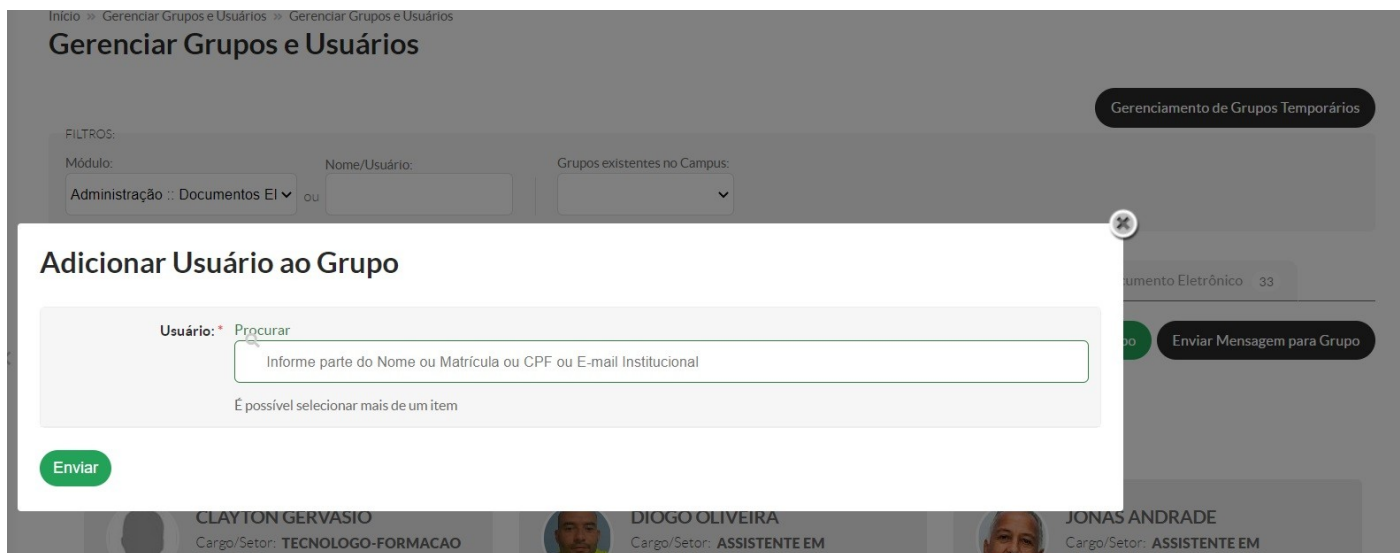 Início » Gerenciar Grupos e Usuários » Gerenciar Grupos e Usuários
Gerenciar Grupos e Usuários
Gerenciamento de Grupos Temporários
FILTROS:
Módulo:
Nome/Usuário:
Grupos existentes no Campus:
Administração :: Documentos El
ou
Adicionar Usuário ao Grupo
umento Eletrônico 33
Usuário: * Procurar
Informe parte do Nome ou Matrícula ou CPF ou E-mail Institucional
É possível selecionar mais de um item
po
Enviar Mensagem para Grupo
Enviar
CLAYTON GERVASIO
Cargo/Setor: TECNOLOGO-FORMACAO
DIOGO OLIVEIRA
Cargo/Setor: ASSISTENTE EM
JONAS ANDRADE
Cargo/Setor: ASSISTENTE EM